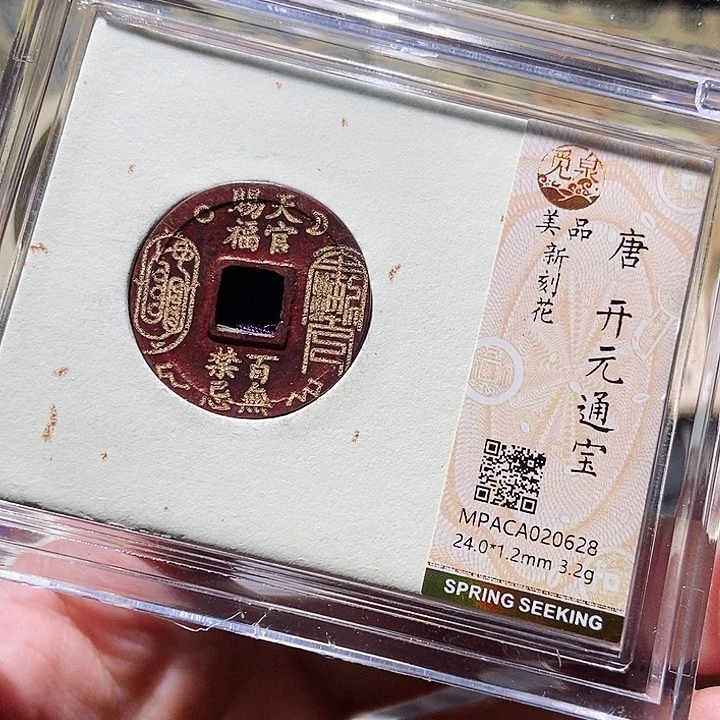 天官
賜福
百無
禁忌
觅泉
唐 开元通宝
美品
新刻花
MPACA020628
24.0*1.2mm 3.2g
SPRING SEEKING